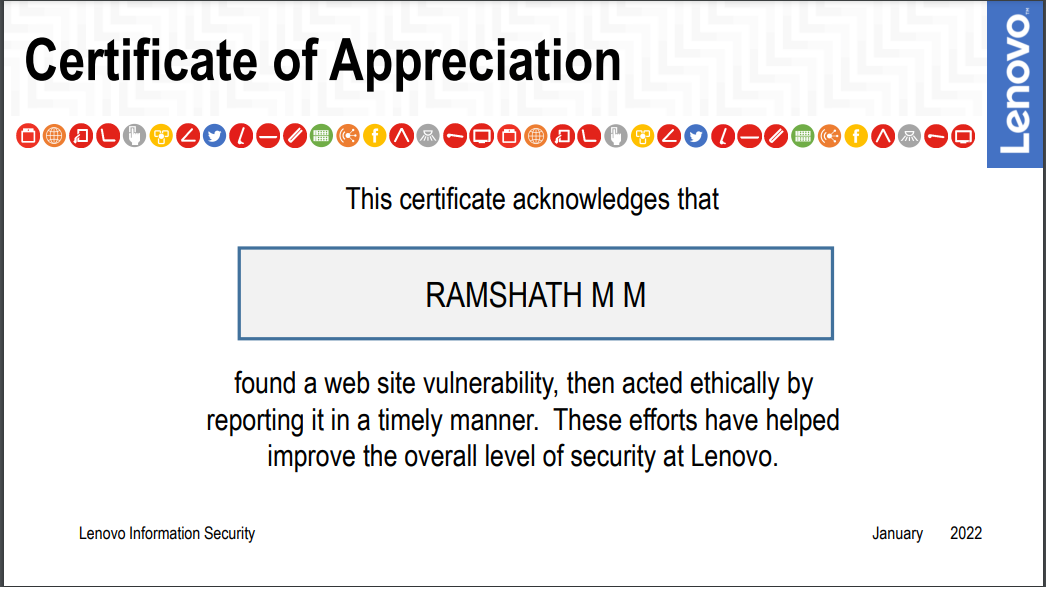 Certificate of Appreciation
Lenovo™
This certificate acknowledges that
RAMSHATH M M
found a web site vulnerability, then acted ethically by
reporting it in a timely manner.  These efforts have helped
improve the overall level of security at Lenovo.
Lenovo Information Security
January 2022